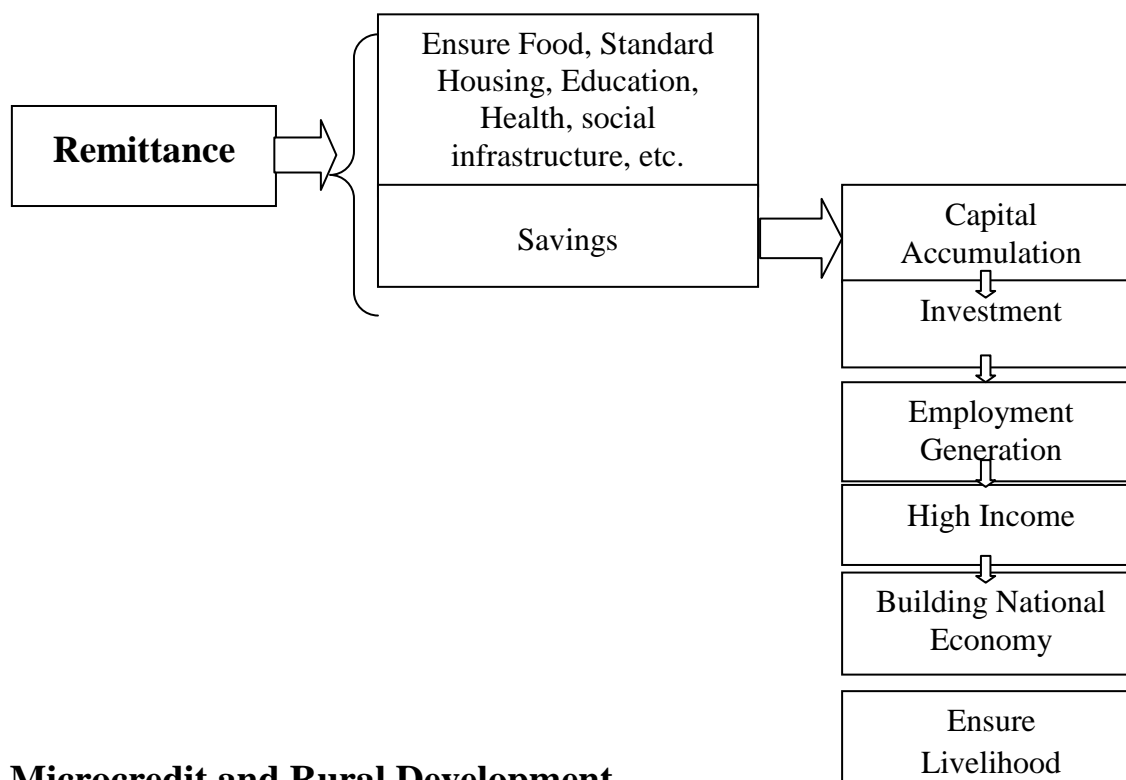 Ensure Food, Standard
Housing, Education,
Health, social
infrastructure, etc.
Remittance
Savings
Capital
Accumulation
Investment
Employment
Generation
High Income
Building National
Economy
Ensure
Livelihood
Microcredit and Rural Development